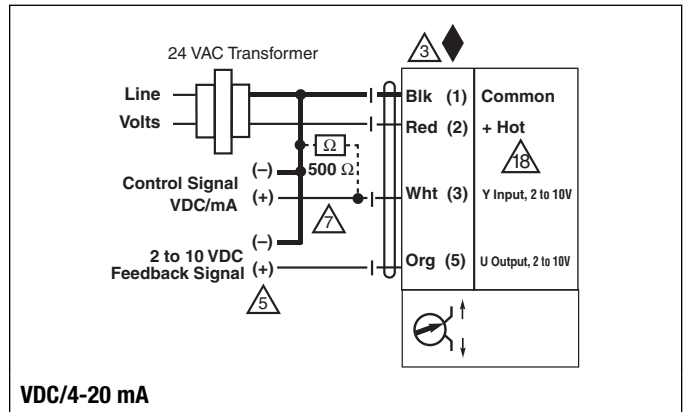 24 VAC Transformer
3
Line
Volts
Blk (1) Common
Red (2) + Hot
18
Ω
500 Ω
(–)
Control Signal
VDC/mA
(+)
7
Wht (3) Y Input, 2 to 10V
(–)
2 to 10 VDC
Feedback Signal (+)
5
Org (5) U Output, 2 to 10V
VDC/4-20 mA